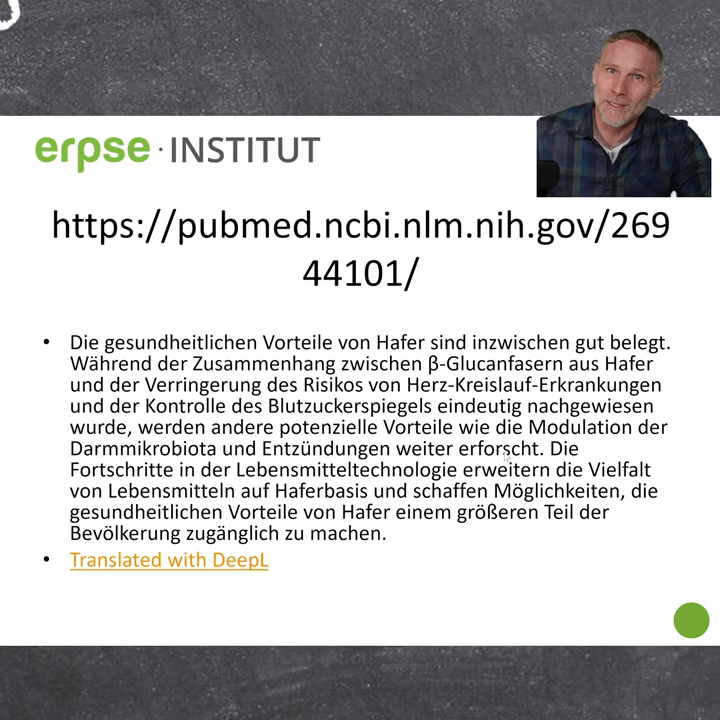 erpse · INSTITUT
https://pubmed.ncbi.nlm.nih.gov/269
44101/
• Die gesundheitlichen Vorteile von Hafer sind inzwischen gut belegt.
Während der Zusammenhang zwischen β-Glucanfasern aus Hafer
und der Verringerung des Risikos von Herz-Kreislauf-Erkrankungen
und der Kontrolle des Blutzuckerspiegels eindeutig nachgewiesen
wurde, werden andere potenzielle Vorteile wie die Modulation der
Darmmikrobiota und Entzündungen weiter erforscht. Die
Fortschritte in der Lebensmitteltechnologie erweitern die Vielfalt
von Lebensmitteln auf Haferbasis und schaffen Möglichkeiten, die
gesundheitlichen Vorteile von Hafer einem größeren Teil der
Bevölkerung zugänglich zu machen.
• Translated with DeepL